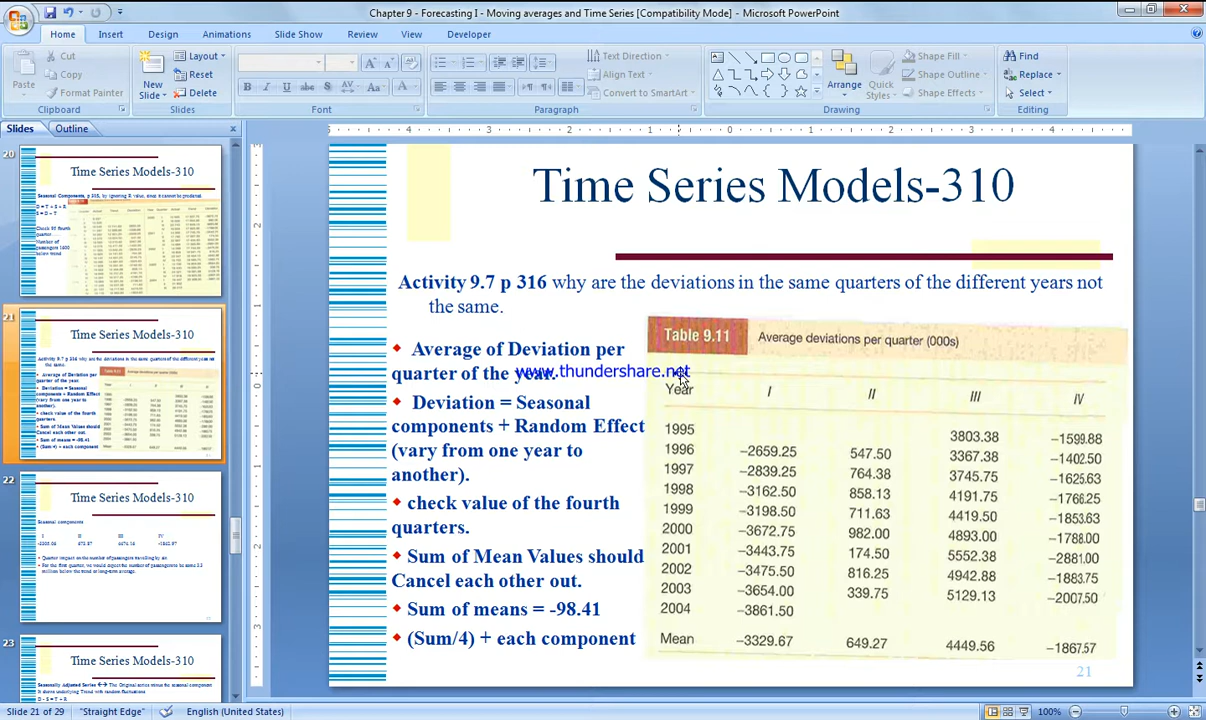 Chapter 9 - Forecasting I - Moving averages and Time Series [Compatibility Mode] - Microsoft PowerPoint
Home Insert Design Animations Slide Show Review View Developer
Paste
Cut
Copy
Format Painter
Clipboard
New Slide
Layout
Reset
Delete
Slides
Font
Text Direction
Align Text
Convert to SmartArt
Paragraph
Arrange
Quick Styles
Shape Fill
Shape Outline
Shape Effects
Drawing
Find
Replace
Select
Editing
Slides Outline
20
Time Series Models-310
21
Time Series Models-310
22
Time Series Models-310
Seasonal components
23
Time Series Models-310
Time Series Models-310
Activity 9.7 p 316 why are the deviations in the same quarters of the different years not
the same.
Average of Deviation per
quarter of the year.
www.thundershare.net
Deviation = Seasonal
components + Random Effect
(vary from one year to
another).
check value of the fourth
quarters.
Sum of Mean Values should
Cancel each other out.
Sum of means = -98.41
(Sum/4) + each component
Table 9.11 Average deviations per quarter (000s)
Year I II III IV
1995 3803.38 −1599.88
1996 −2659.25 547.50 3367.38 −1402.50
1997 −2839.25 764.38 3745.75 −1625.63
1998 −3162.50 858.13 4191.75 −1766.25
1999 −3198.50 711.63 4419.50 −1853.63
2000 −3672.75 982.00 4893.00 −1788.00
2001 −3443.75 174.50 5552.38 −2881.00
2002 −3475.50 816.25 4942.88 −1883.75
2003 −3654.00 339.75 5129.13 −2007.50
2004 −3861.50
Mean −3329.67 649.27 4449.56 −1867.57
21
Slide 21 of 29 "Straight Edge" English (United States) 100%